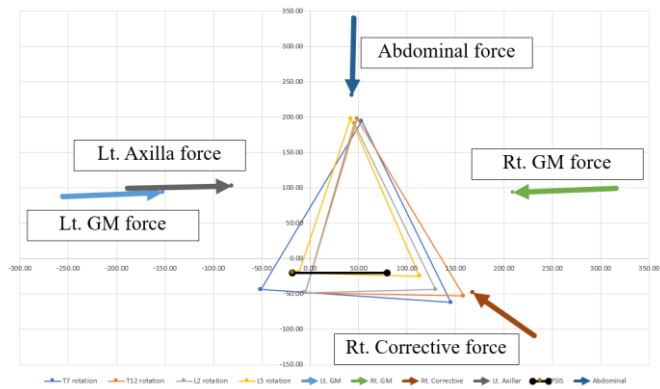 350.00
300.00
Abdominal force
250.00
200.00
150.00
Lt. Axilla force
Rt. GM force
100.00
Lt. GM force
50.00
0.00
-300.00 -250.00 -200.00 -150.00 -100.00 -50.00 0.00 50.00 100.00 150.00 200.00 250.00 300.00 350.00
-50.00
Rt. Corrective force
-100.00
-150.00
T7 rotation T12 rotation L2 rotation L5 rotation Lt. GM Rt. GM Rt. Corrective Lt. Axillar PSIS Abdominal